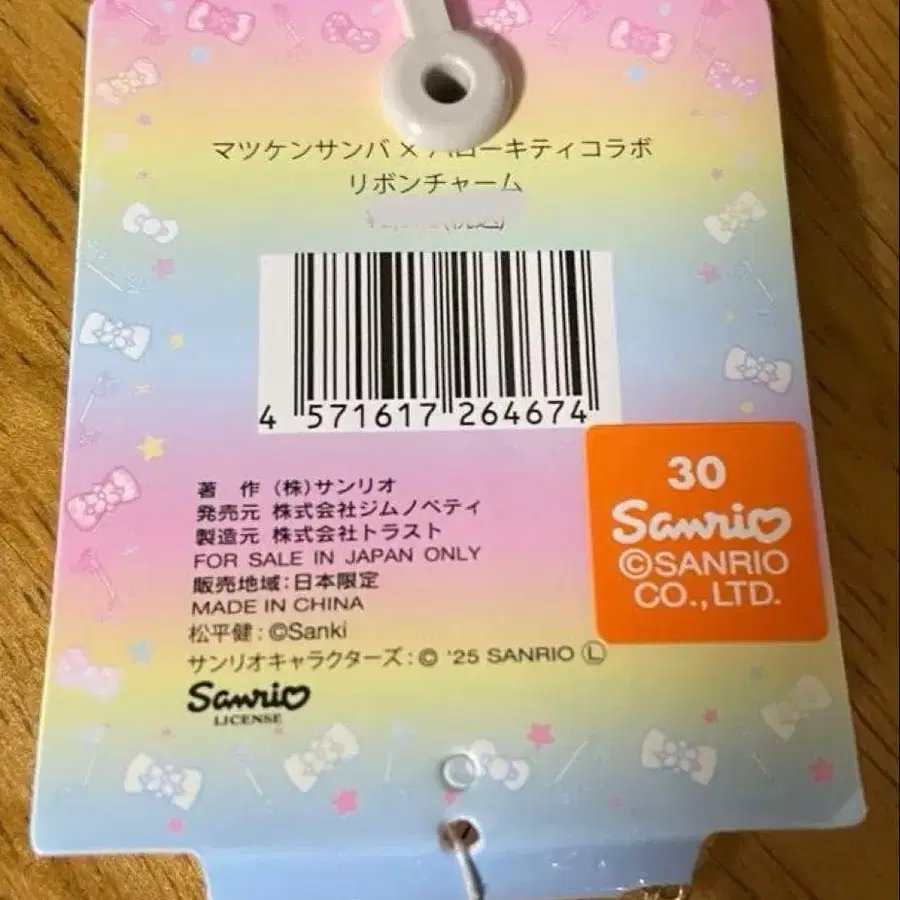 マツケンサンバ × ハローキティコラボ
リボンチャーム
(税込)
4 571617 264674
著 作 (株)サンリオ
発売元 株式会社ジムノベティ
製造元 株式会社トラスト
FOR SALE IN JAPAN ONLY
販売地域:日本限定
MADE IN CHINA
松平健:©Sanki
サンリオキャラクターズ:© '25 SANRIO Ⓛ
Sanrio
LICENSE
30
Sanrio
©SANRIO
CO.,LTD.